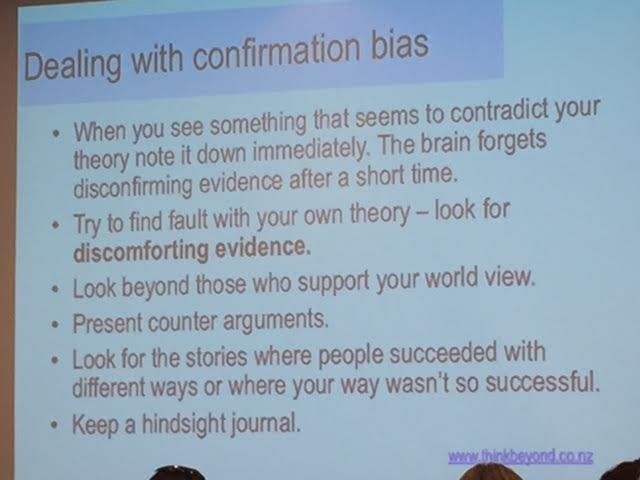 Dealing with confirmation bias
• When you see something that seems to contradict your
theory note it down immediately. The brain forgets
disconfirming evidence after a short time.
• Try to find fault with your own theory – look for
discomforting evidence.
• Look beyond those who support your world view.
• Present counter arguments.
• Look for the stories where people succeeded with
different ways or where your way wasn't so successful.
• Keep a hindsight journal.
www.thinkbeyond.co.nz